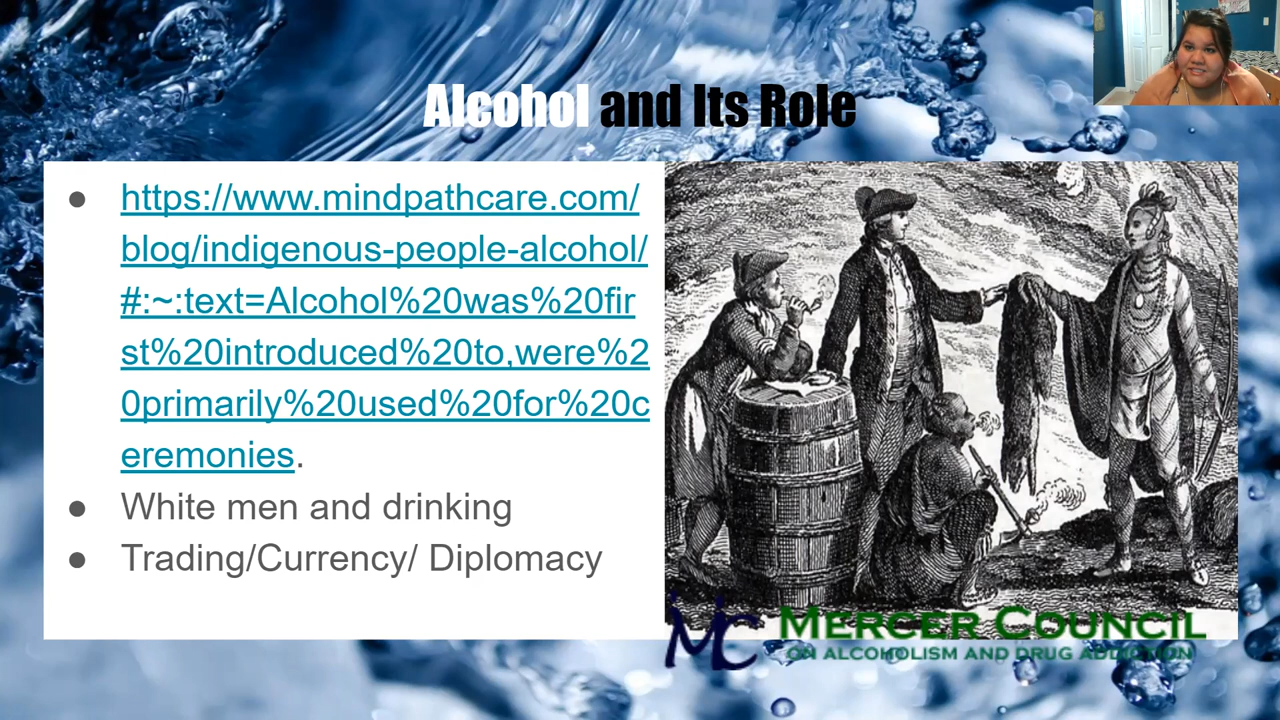 Alcohol and Its Role
● https://www.mindpathcare.com/
blog/indigenous-people-alcohol/
#:~:text=Alcohol%20was%20fir
st%20introduced%20to,were%2
0primarily%20used%20for%20c
eremonies.
● White men and drinking
● Trading/Currency/ Diplomacy
MC MERCER COUNCIL
ON ALCOHOLISM AND DRUG ADDICTION